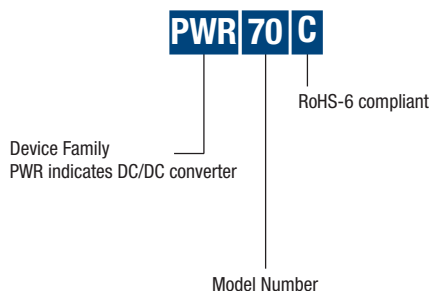 PWR 70 C
RoHS-6 compliant
Device Family
PWR indicates DC/DC converter
Model Number